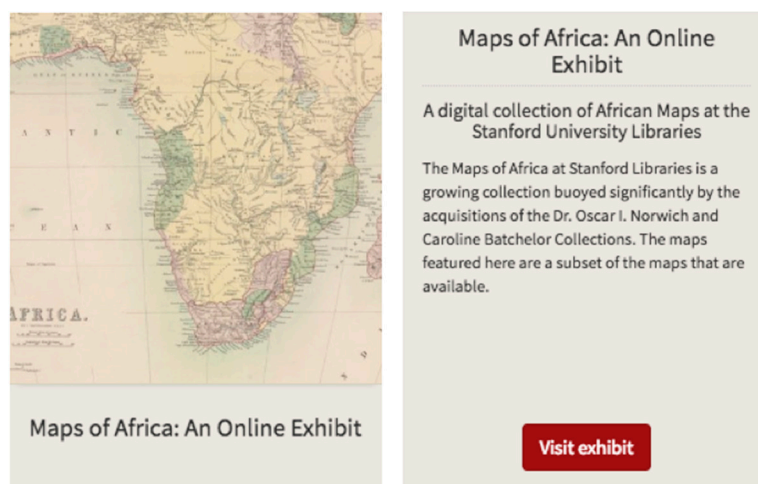 ANTIC
EAN
AFRICA.
Maps of Africa: An Online Exhibit
Maps of Africa: An Online
Exhibit
A digital collection of African Maps at the
Stanford University Libraries
The Maps of Africa at Stanford Libraries is a
growing collection buoyed significantly by the
acquisitions of the Dr. Oscar I. Norwich and
Caroline Batchelor Collections. The maps
featured here are a subset of the maps that are
available.
Visit exhibit